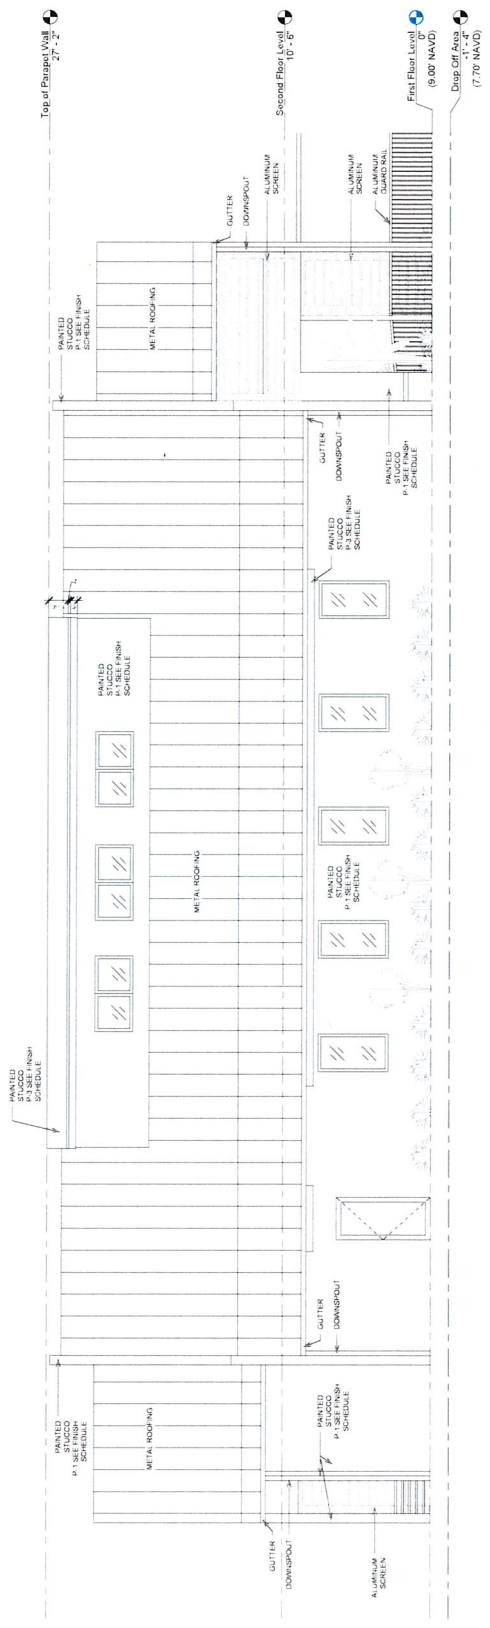 Top of Parapet Wall
27' - 2"
Second Floor Level
10' - 6"
First Floor Level
0"
(9.00' NAVD)
Drop Off Area
-1' - 4"
(7.70' NAVD)
PAINTED
STUCCO
P-1 SEE FINISH
SCHEDULE
METAL ROOFING
GUTTER
DOWNSPOUT
ALUMINUM
SCREEN
ALUMINUM
SCREEN
ALUMINUM
GUARD RAIL
GUTTER
DOWNSPOUT
PAINTED
STUCCO
P-1 SEE FINISH
SCHEDULE
PAINTED
STUCCO
P-3 SEE FINISH
SCHEDULE
PAINTED
STUCCO
P-1 SEE FINISH
SCHEDULE
METAL ROOFING
PAINTED
STUCCO
P-1 SEE FINISH
SCHEDULE
PAINTED
STUCCO
P-3 SEE FINISH
SCHEDULE
GUTTER
DOWNSPOUT
PAINTED
STUCCO
P-1 SEE FINISH
SCHEDULE
METAL ROOFING
PAINTED
STUCCO
P-1 SEE FINISH
SCHEDULE
GUTTER
DOWNSPOUT
ALUMINUM
SCREEN